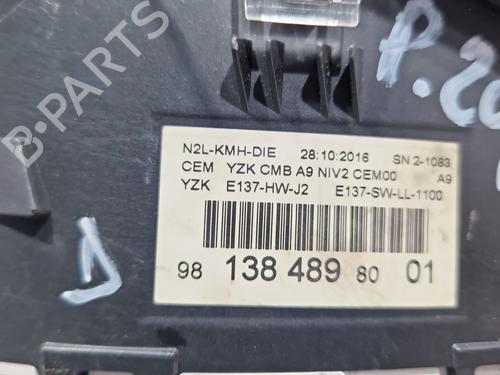 P.20
N2L-KMH-DIE 28:10:2016 SN 2-1083
CEM YZK CMB A9 NIV2 CEM00 A9
YZK E137-HW-J2 E137-SW-LL-1100
98 138 489 80 01
D
B-PARTS